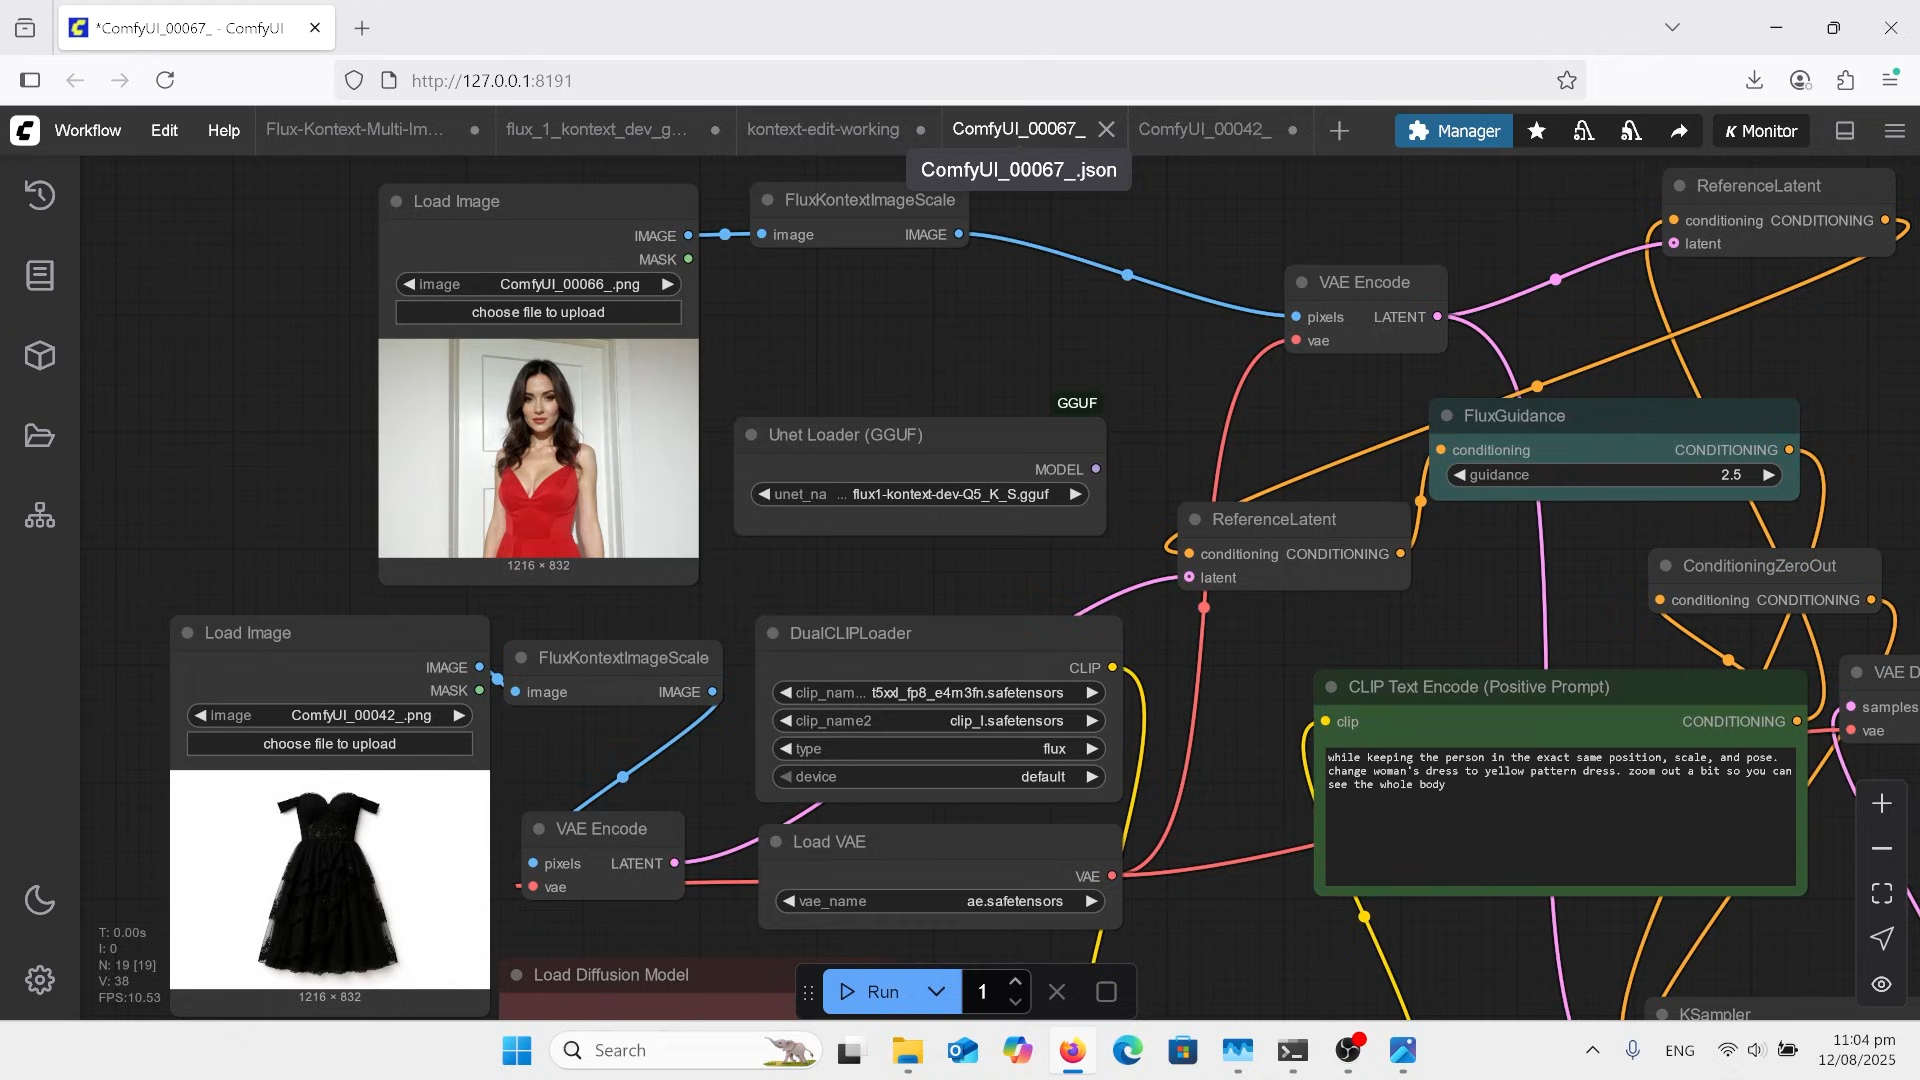 *ComfyUI_00067_ - ComfyUI
http://127.0.0.1:8191
Workflow
Edit
Help
Flux-Kontext-Multi-Im...
flux_1_kontext_dev_g...
kontext-edit-working
ComfyUI_00067_
ComfyUI_00042_
Manager
Monitor
ComfyUI_00067_.json
Load Image
IMAGE
MASK
image ComfyUI_00066_.png
choose file to upload
1216 × 832
FluxKontextImageScale
image IMAGE
VAE Encode
pixels LATENT
vae
ReferenceLatent
conditioning CONDITIONING
latent
GGUF
Unet Loader (GGUF)
MODEL
unet_na ... flux1-kontext-dev-Q5_K_S.gguf
FluxGuidance
conditioning CONDITIONING
guidance 2.5
ReferenceLatent
conditioning CONDITIONING
latent
ConditioningZeroOut
conditioning CONDITIONING
Load Image
IMAGE
MASK
image ComfyUI_00042_.png
choose file to upload
1216 × 832
FluxKontextImageScale
image IMAGE
VAE Encode
pixels LATENT
vae
DualCLIPLoader
CLIP
clip_nam... t5xxl_fp8_e4m3fn.safetensors
clip_name2 clip_l.safetensors
type flux
device default
Load VAE
VAE
vae_name ae.safetensors
CLIP Text Encode (Positive Prompt)
clip CONDITIONING
while keeping the person in the exact same position, scale, and pose.
change woman's dress to yellow pattern dress. zoom out a bit so you can
see the whole body
VAE D
samples
vae
Load Diffusion Model
KSampler
T: 0.00s
I: 0
N: 19 [19]
V: 38
FPS:10.53
Run
1
Search
ENG
11:04 pm
12/08/2025